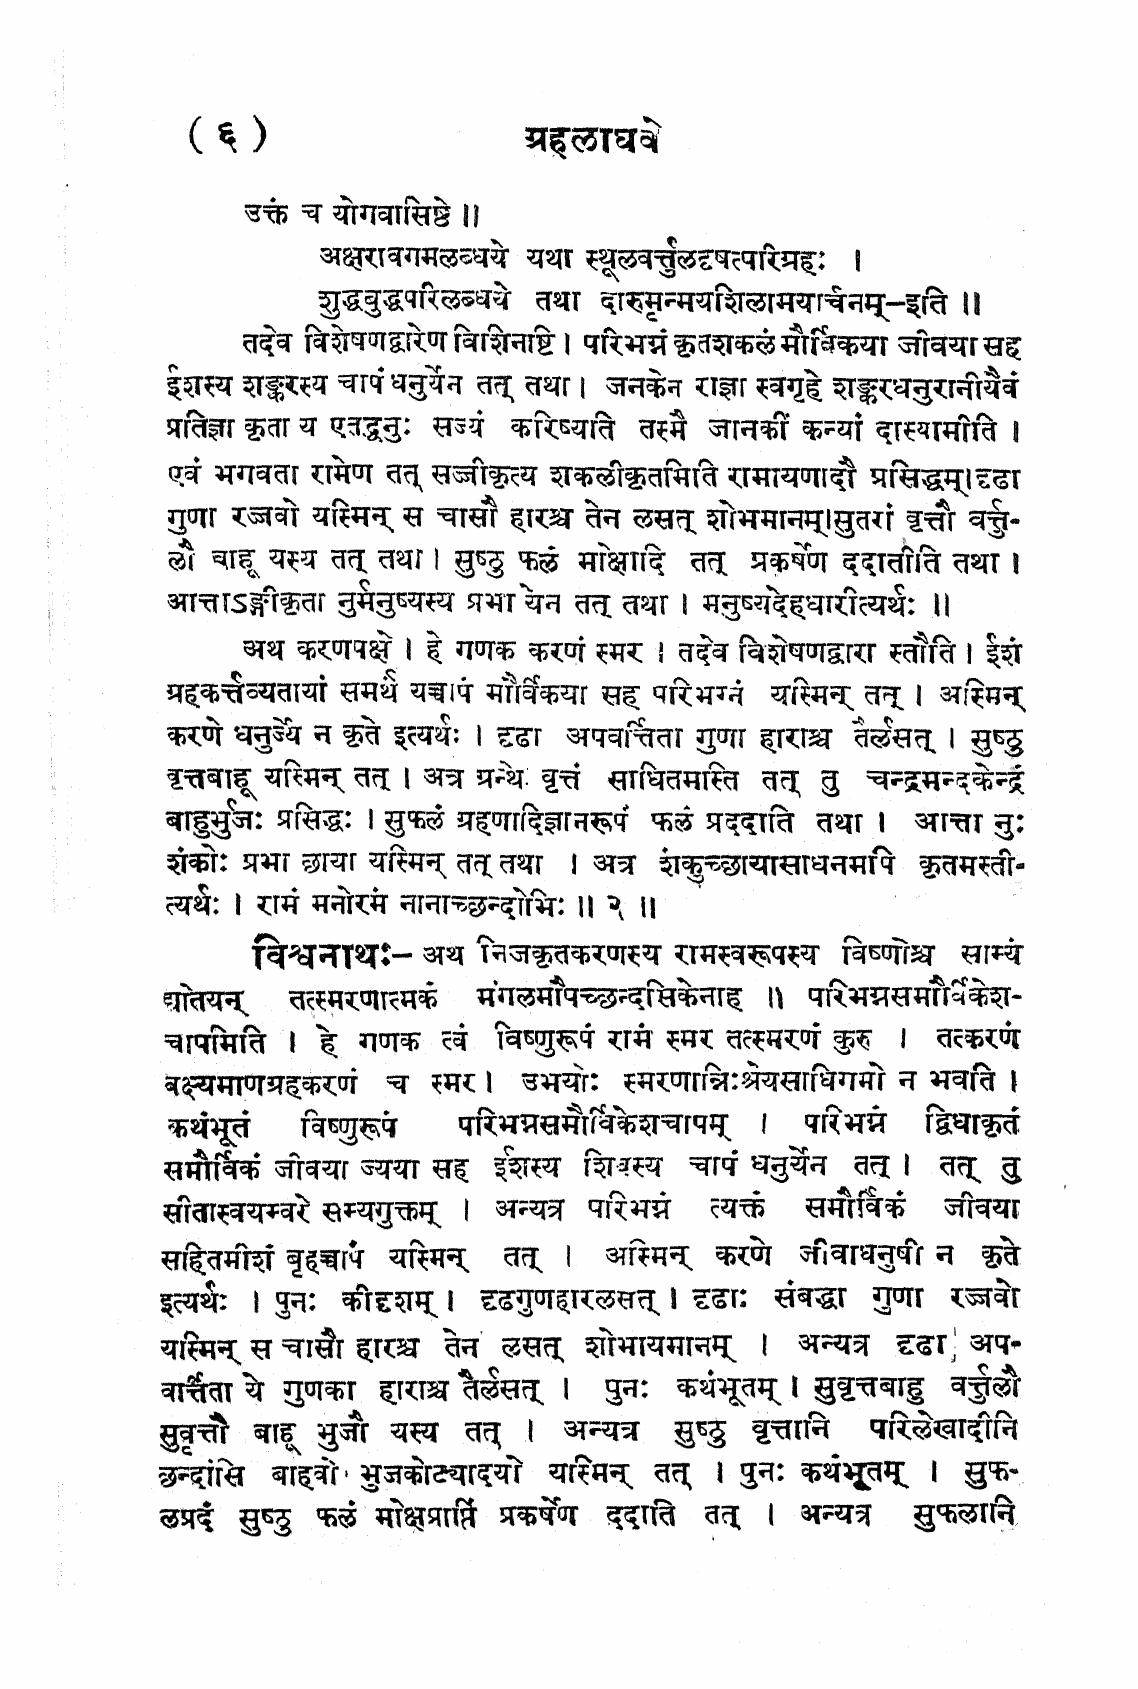 ( ६ ) ग्रहलाघवे
उक्तं च योगवासिष्ठे ॥
अक्षरावगमलब्धये यथा स्थूलवर्त्तुलदृषत्परिग्रहः ।
शुद्धबुद्धपरिलब्धये तथा दारुमृन्मयशिलामयार्चनम्–इति ॥
तदेव विशेषणद्वारेण विशिनष्टि । परिभग्नं कृतशकलं मौर्विकया जीवया सह
ईशस्य शङ्करस्य चापं धनुर्येन तत् तथा । जनकेन राज्ञा स्वगृहे शङ्करधनुरानीयैवं
प्रतिज्ञा कृता य एतद्धनुः सज्यं करिष्यति तस्मै जानकीं कन्यां दास्यामीति ।
एवं भगवता रामेण तत् सज्जीकृत्य शकलीकृतमिति रामायणादौ प्रसिद्धम्।दृढा
गुणा रज्जवो यस्मिन् स चासौ हारश्च तेन लसत् शोभमानम्।सुतरां वृत्तौ वर्त्तु-
लौ बाहू यस्य तत् तथा । सुष्ठु फलं मोक्षादि तत् प्रकर्षेण ददातीति तथा ।
आत्ताऽङ्गीकृता नुर्मनुष्यस्य प्रभा येन तत् तथा । मनुष्यदेहधारीत्यर्थः ॥
अथ करणपक्षे । हे गणक करणं स्मर । तदेव विशेषणद्वारा स्तौति । ईशं
ग्रहकर्त्तव्यतायां समर्थं यच्चापं मौर्विकया सह परिभग्नं यस्मिन् तत् । अस्मिन्
करणे धनुर्ज्ये न कृते इत्यर्थः । दृढा अपवर्त्तिता गुणा हाराश्च तैर्लसत् । सुष्ठु
वृत्तबाहू यस्मिन् तत् । अत्र ग्रन्थे वृत्तं साधितमस्ति तत् तु चन्द्रमन्दकेन्द्रं
बाहुर्भुजः प्रसिद्धः । सुफलं ग्रहणादिज्ञानरूपं फलं प्रददाति तथा । आत्ता नुः
शंकोः प्रभा छाया यस्मिन् तत् तथा । अत्र शंकुच्छायासाधनमपि कृतमस्ती-
त्यर्थः । रामं मनोरमं नानाच्छन्दोभिः ॥ २ ॥
विश्वनाथः– अथ निजकृतकरणस्य रामस्वरूपस्य विष्णोश्च साम्यं
द्योतयन् तत्स्मरणात्मकं मंगलमौपच्छन्दसिकेनाह ॥ परिभग्नसमौर्विकेश-
चापमिति । हे गणक त्वं विष्णुरूपं रामं स्मर तत्स्मरणं कुरु । तत्करणं
वक्ष्यमाणग्रहकरणं च स्मर । उभयोः स्मरणान्निःश्रेयसाधिगमो न भवति ।
कथंभूतं विष्णुरूपं परिभग्नसमौर्विकेशचापम् । परिभग्नं द्विधाकृतं
समौर्विकं जीवया ज्यया सह ईशस्य शिवस्य चापं धनुर्येन तत् । तत् तु
सीतास्वयम्वरे सम्यगुक्तम् । अन्यत्र परिभग्नं त्यक्तं समौर्विकं जीवया
सहितमीशं बृहच्चापं यस्मिन् तत् । अस्मिन् करणे जीवाधनुषी न कृते
इत्यर्थः । पुनः कीदृशम् । दृढगुणहारलसत् । दृढाः संबद्धा गुणा रज्जवो
यस्मिन् स चासौ हारश्च तेन लसत् शोभायमानम् । अन्यत्र दृढा अप-
वार्त्तिता ये गुणका हाराश्च तैर्लसत् । पुनः कथंभूतम् । सुवृत्तबाहु वर्त्तुलौ
सुवृत्तौ बाहू भुजौ यस्य तत् । अन्यत्र सुष्ठु वृत्तानि परिलेखादीनि
छन्दांसि बाहवो भुजकोट्यादयो यस्मिन् तत् । पुनः कथंभूतम् । सुफ-
लप्रदं सुष्ठु फलं मोक्षप्राप्तिं प्रकर्षेण ददाति तत् । अन्यत्र सुफलानि